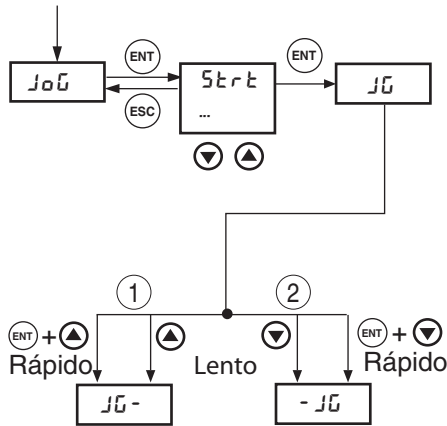 ENT
ENT
JoG
Strt
JG
ESC
...
1
2
ENT + ENT +
Rápido Lento Rápido
JG-
-JG